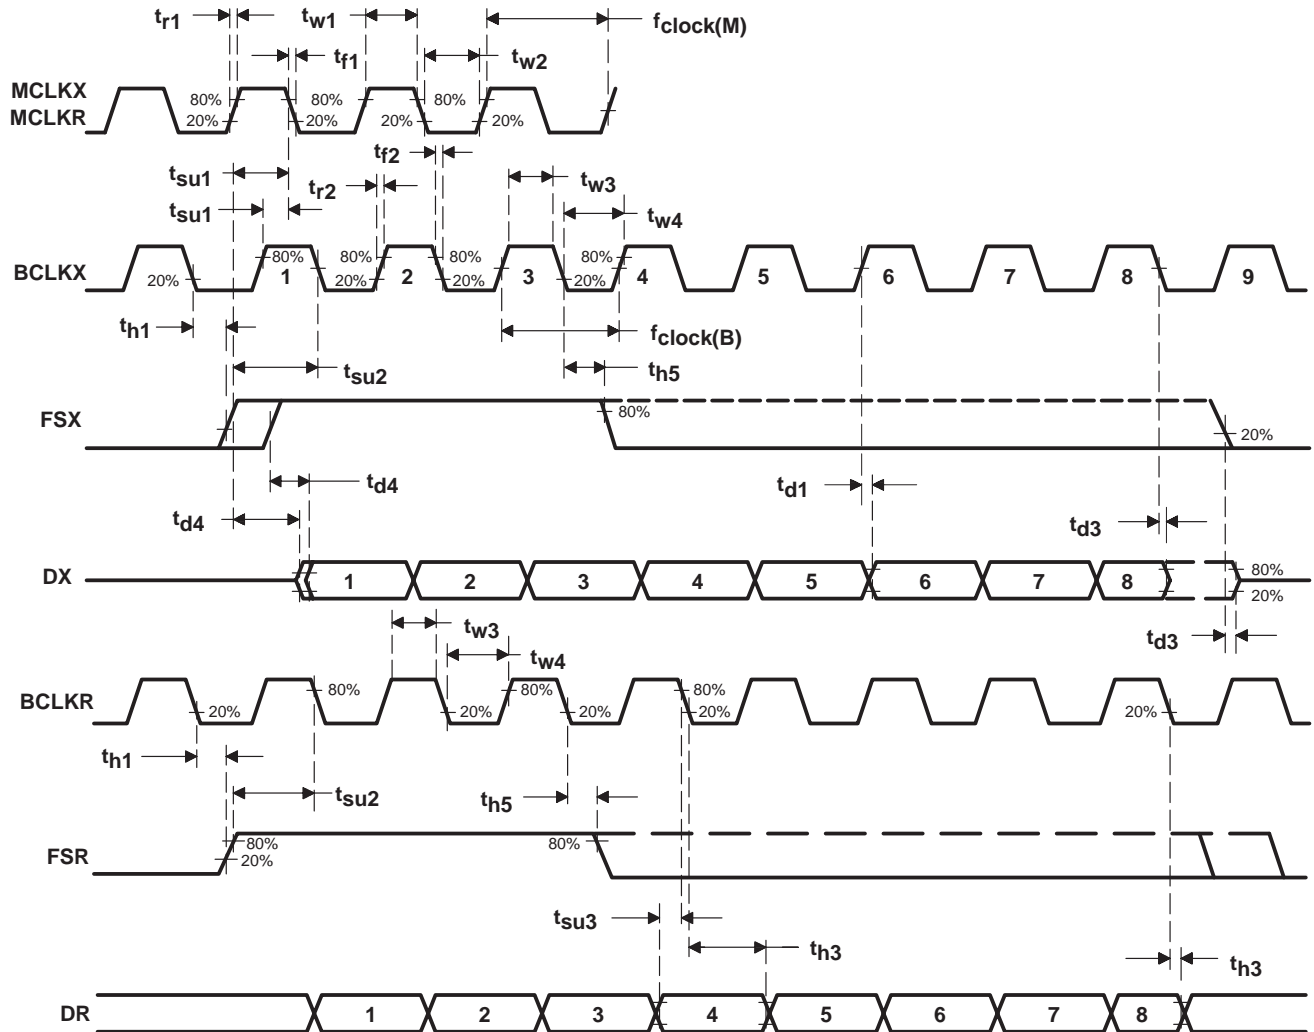 tr1 tw1 fclock(M)
tf1 tw2
MCLKX 80% 80% 80%
MCLKR 20% 20% 20% 20%
tf2
tsu1 tr2 tw3
tsu1 tw4
80% 80% 80% 80%
BCLKX 20% 1 20% 2 20% 3 20% 4 5 6 7 8 9
th1 fclock(B)
tsu2 th5
FSX 80% 20%
td4 td1
td4 td3
DX 1 2 3 4 5 6 7 8 80%
20%
tw3 td3
tw4
BCLKR 80% 80% 80%
20% 20% 20% 20% 20%
th1
tsu2 th5
FSR 80% 80%
20%
tsu3 th3 th3
DR 1 2 3 4 5 6 7 8